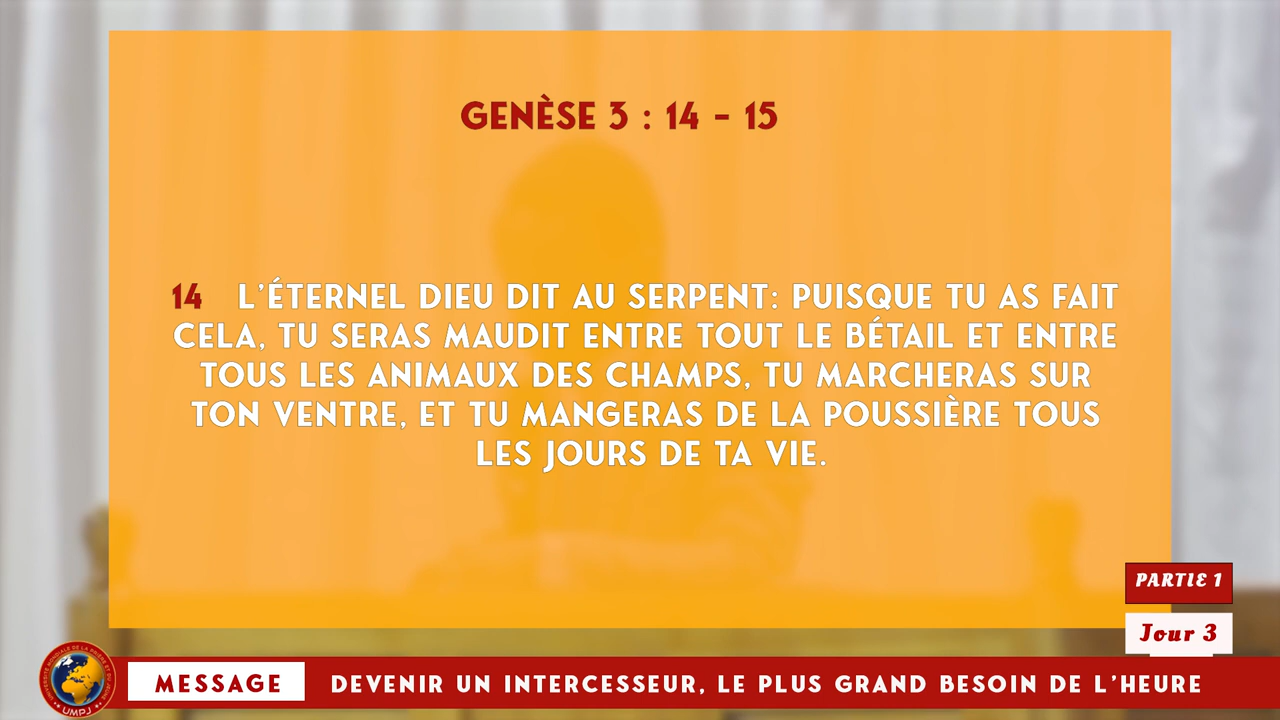 GENÈSE 3 : 14 - 15
14 L'ÉTERNEL DIEU DIT AU SERPENT: PUISQUE TU AS FAIT
CELA, TU SERAS MAUDIT ENTRE TOUT LE BÉTAIL ET ENTRE
TOUS LES ANIMAUX DES CHAMPS, TU MARCHERAS SUR
TON VENTRE, ET TU MANGERAS DE LA POUSSIÈRE TOUS
LES JOURS DE TA VIE.
PARTIE 1
Jour 3
MESSAGE
DEVENIR UN INTERCESSEUR, LE PLUS GRAND BESOIN DE L'HEURE
UMPJ